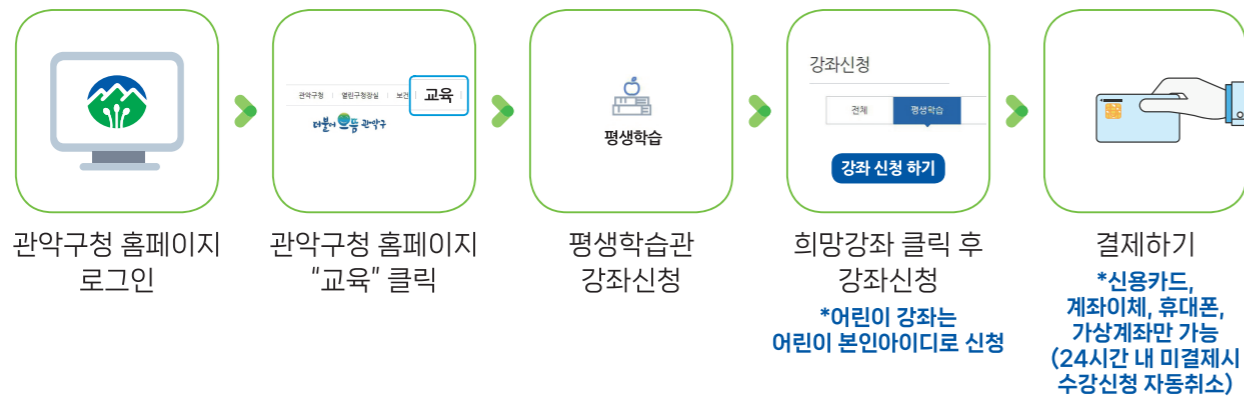 관악구청 열린구청장실 보건 교육
더불어 으뜸 관악구
평생학습
강좌신청
전체 평생학습
강좌 신청 하기
관악구청 홈페이지
로그인
관악구청 홈페이지
"교육" 클릭
평생학습관
강좌신청
희망강좌 클릭 후
강좌신청
*어린이 강좌는
어린이 본인아이디로 신청
결제하기
*신용카드,
계좌이체, 휴대폰,
가상계좌만 가능
(24시간 내 미결제시
수강신청 자동취소)